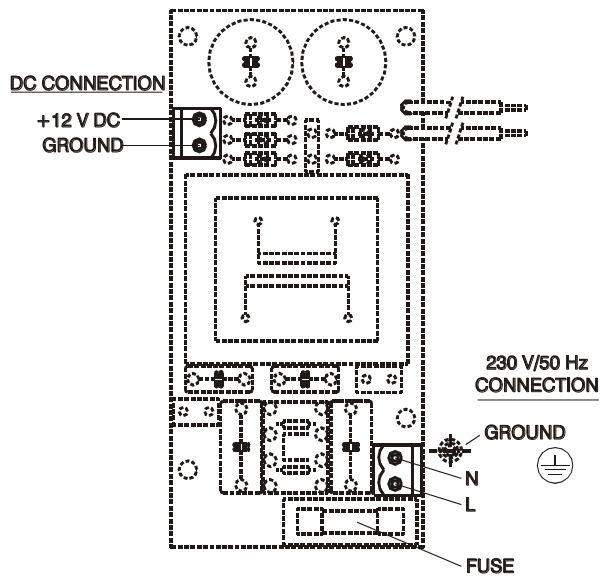 DC CONNECTION
+12 V DC
GROUND
230 V/50 Hz
CONNECTION
GROUND
N
L
FUSE